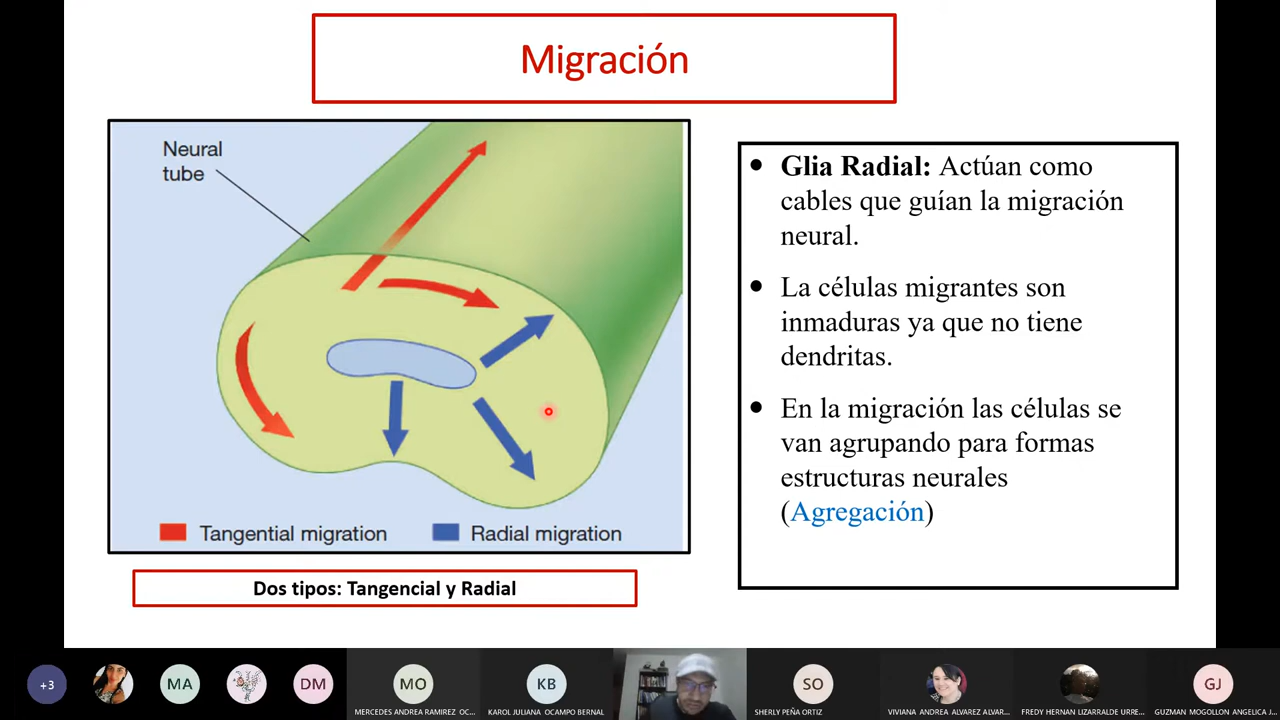 Migración
Neural
tube
Tangential migration
Radial migration
Dos tipos: Tangencial y Radial
• Glia Radial: Actúan como
cables que guían la migración
neural.
• La células migrantes son
inmaduras ya que no tiene
dendritas.
• En la migración las células se
van agrupando para formas
estructuras neurales
(Agregación)
+3
MA
DM
MO
MERCEDES ANDREA RAMIREZ OC...
KB
KAROL JULIANA OCAMPO BERNAL
SO
SHERLY PEÑA ORTIZ
VIVIANA ANDREA ALVAREZ ALVAR...
FREDY HERNAN LIZARRALDE URRE...
GJ
GUZMAN MOGOLLON ANGELICA J...